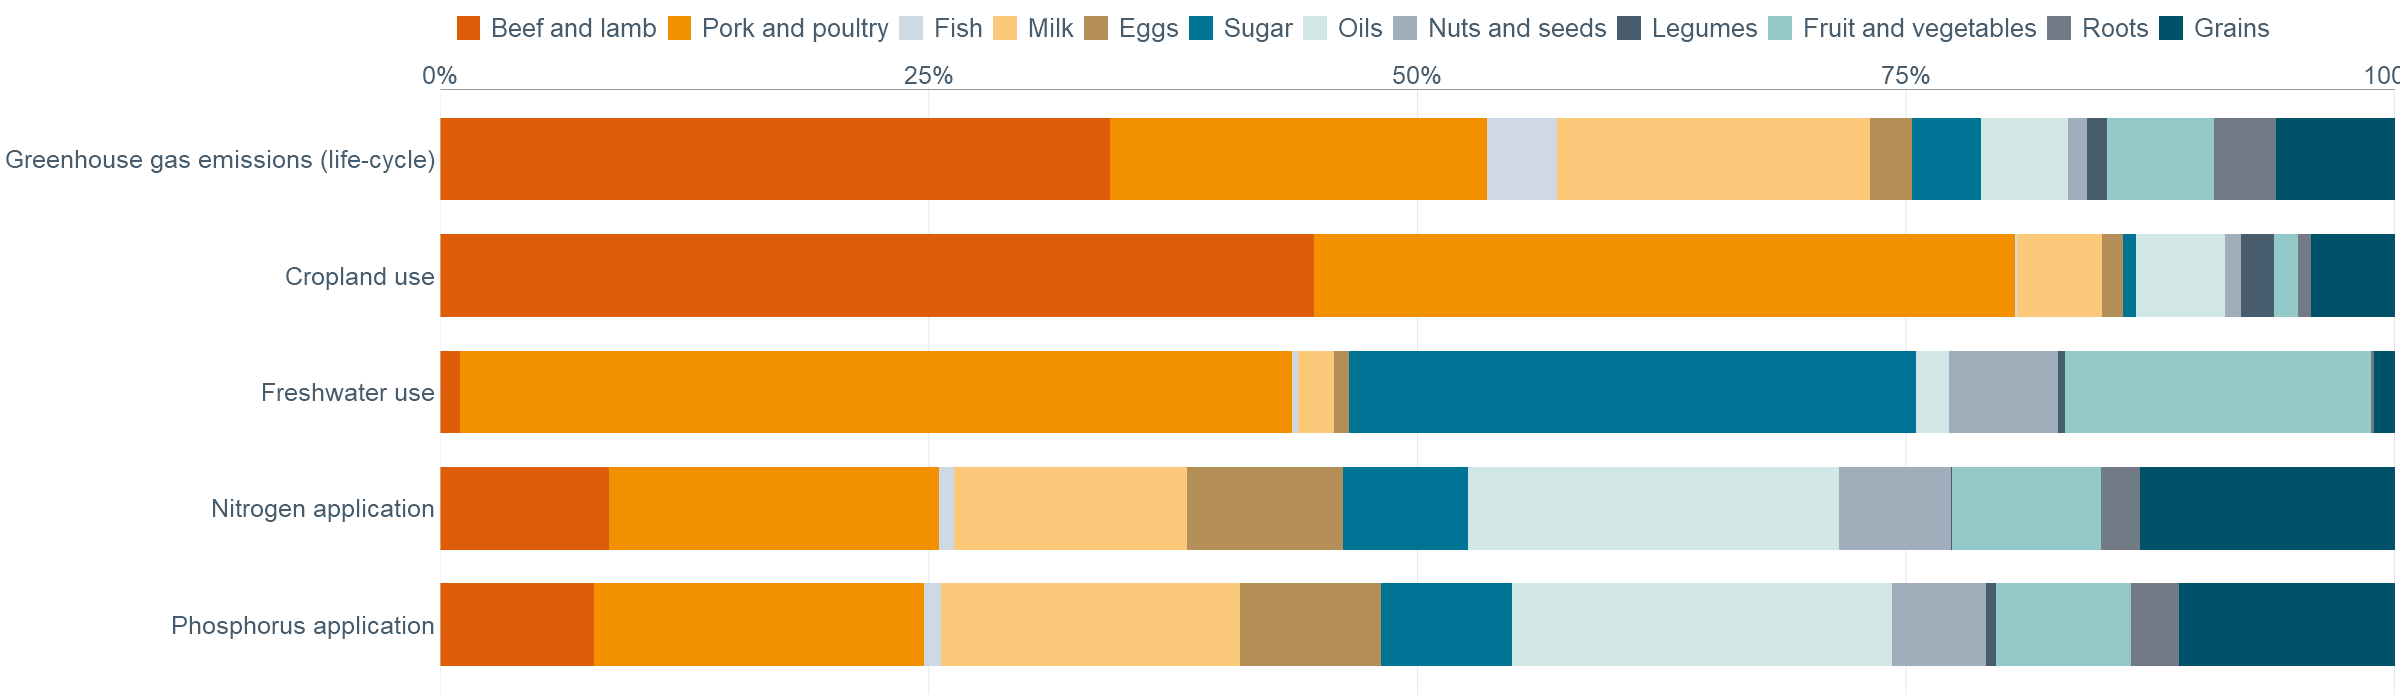 Beef and lamb Pork and poultry Fish Milk Eggs Sugar Oils Nuts and seeds Legumes Fruit and vegetables Roots Grains
0% 25% 50% 75% 100
Greenhouse gas emissions (life-cycle)
Cropland use
Freshwater use
Nitrogen application
Phosphorus application